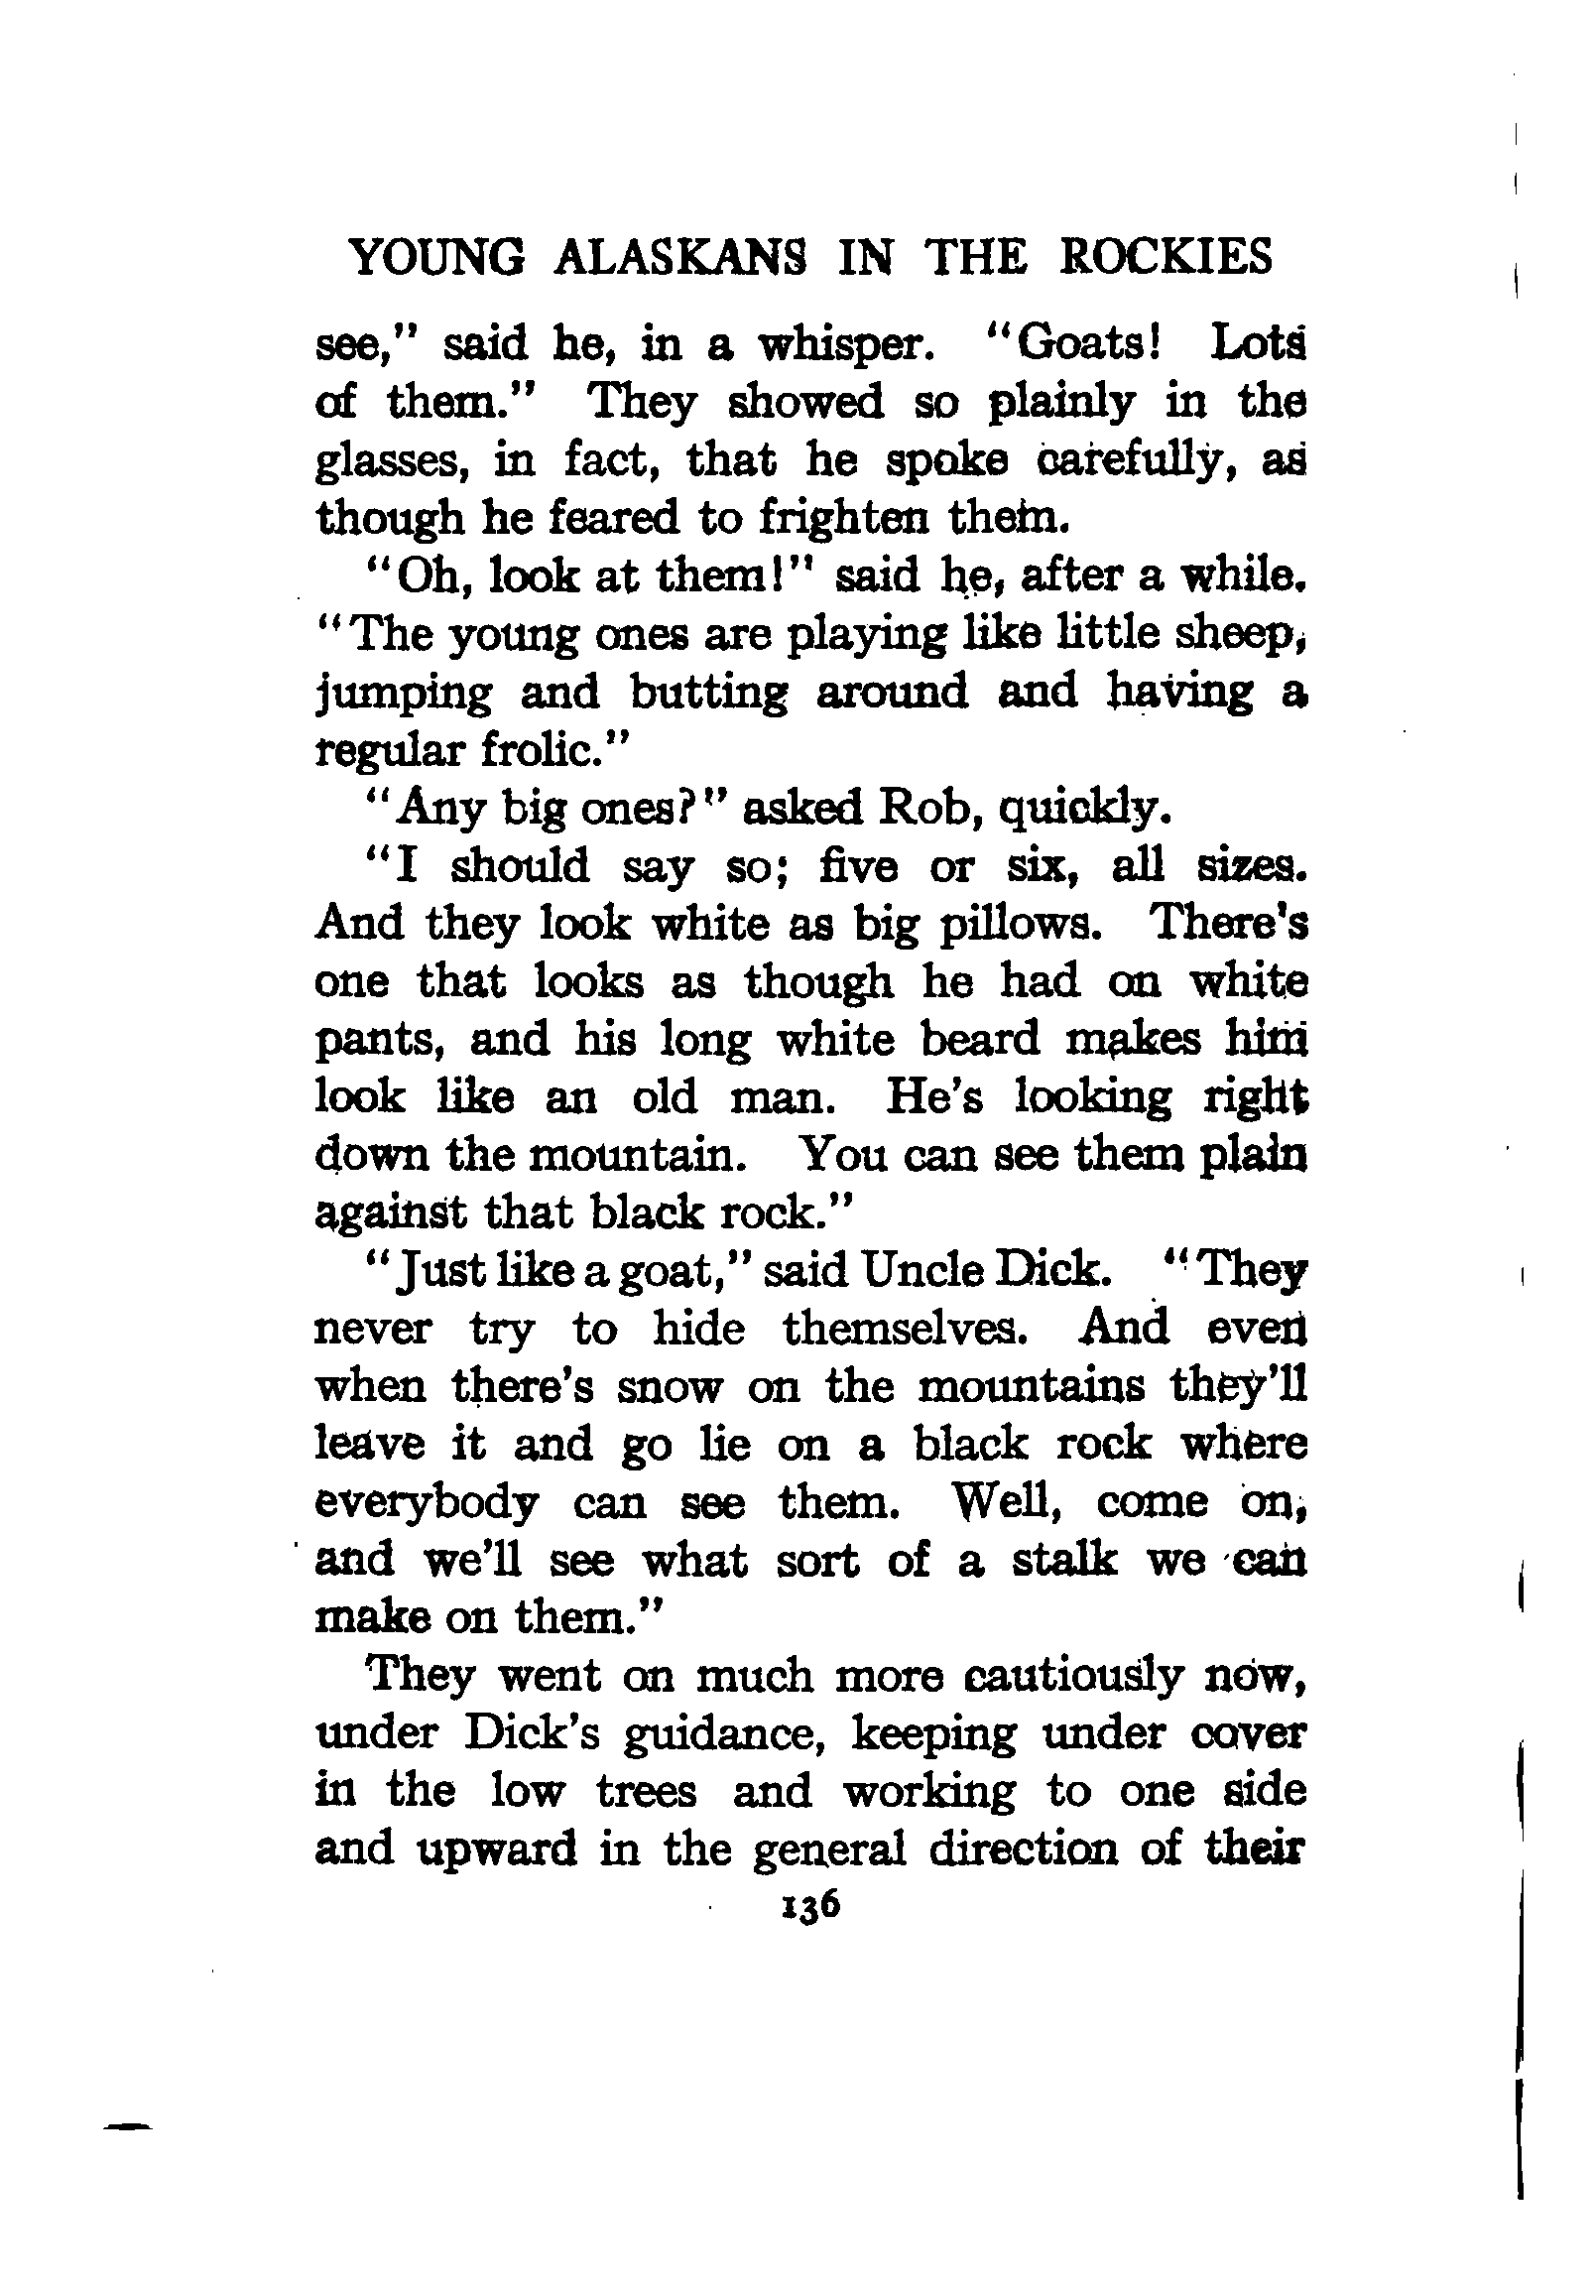 YOUNG ALASKANS IN THE ROCKIES
see," said he, in a whisper. "Goats! Lots
of them." They showed so plainly in the
glasses, in fact, that he spoke carefully, as
though he feared to frighten them.
"Oh, look at them!" said he, after a while.
"The young ones are playing like little sheep,
jumping and butting around and having a
regular frolic."
"Any big ones?" asked Rob, quickly.
"I should say so; five or six, all sizes.
And they look white as big pillows. There's
one that looks as though he had on white
pants, and his long white beard makes him
look like an old man. He's looking right
down the mountain. You can see them plain
against that black rock."
"Just like a goat," said Uncle Dick. "They
never try to hide themselves. And even
when there's snow on the mountains they'll
leave it and go lie on a black rock where
everybody can see them. Well, come on,
and we'll see what sort of a stalk we can
make on them."
They went on much more cautiously now,
under Dick's guidance, keeping under cover
in the low trees and working to one side
and upward in the general direction of their
136